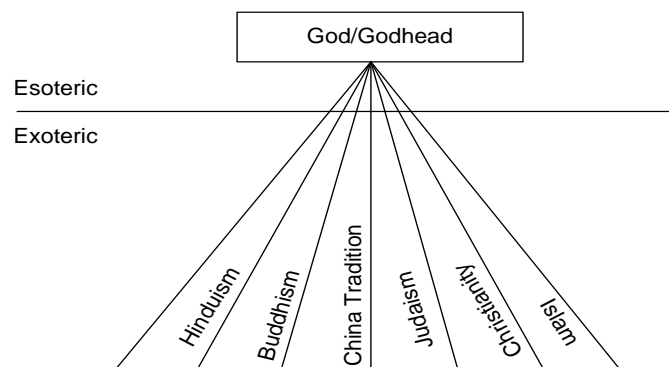 God/Godhead
Esoteric
Exoteric
Hinduism
Buddhism
China Tradition
Judaism
Christianity
Islam